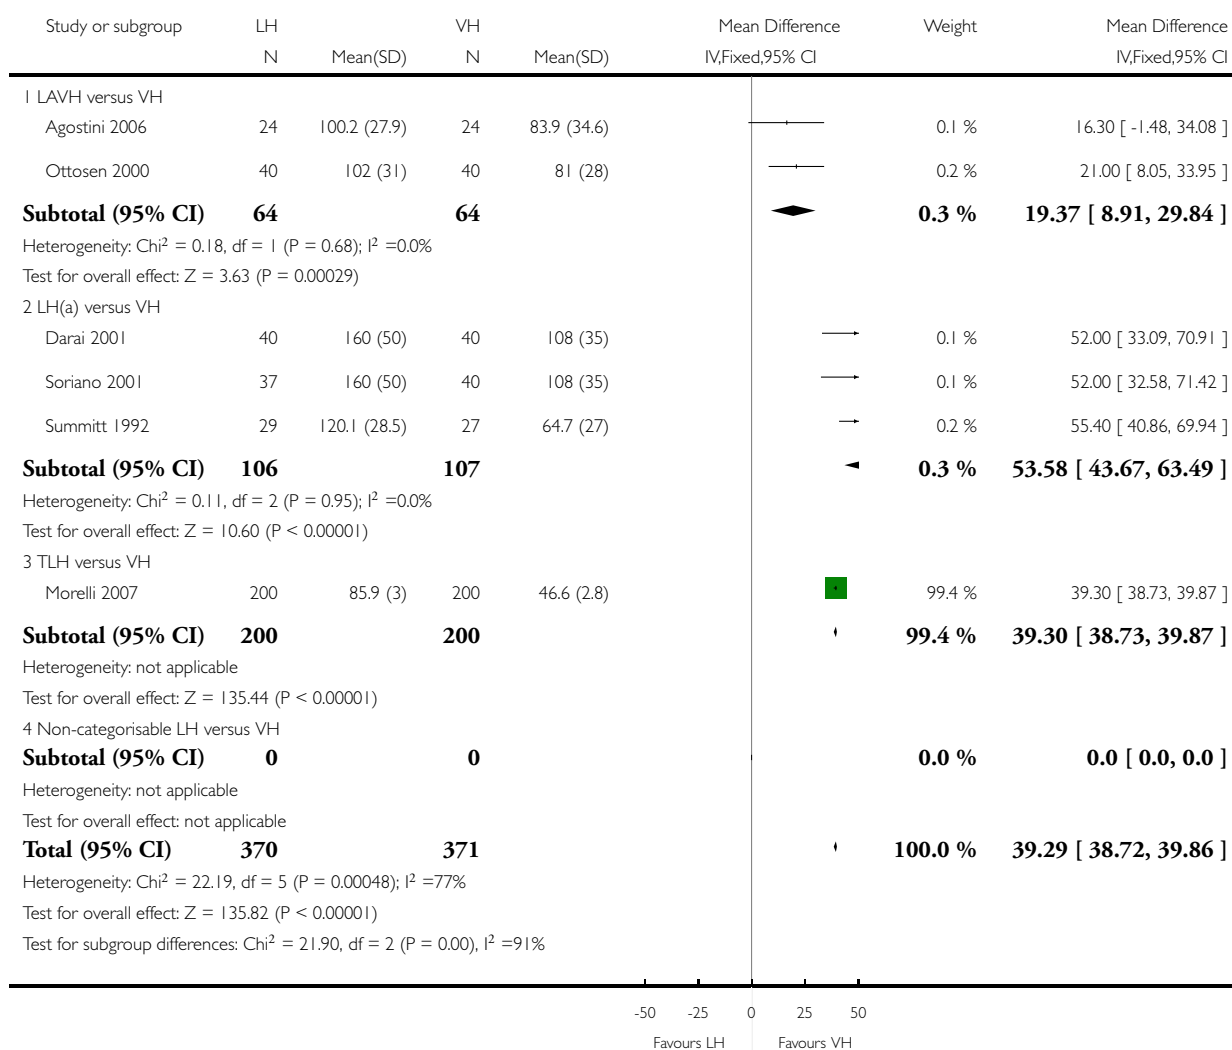 Study or subgroup LH VH Mean Difference Weight Mean Difference
N Mean(SD) N Mean(SD) IV,Fixed,95% CI IV,Fixed,95% CI
1 LAVH versus VH
Agostini 2006 24 100.2 (27.9) 24 83.9 (34.6) 0.1 % 16.30 [ -1.48, 34.08 ]
Ottosen 2000 40 102 (31) 40 81 (28) 0.2 % 21.00 [ 8.05, 33.95 ]
Subtotal (95% CI) 64 64 0.3 % 19.37 [ 8.91, 29.84 ]
Heterogeneity: Chi² = 0.18, df = 1 (P = 0.68); I² =0.0%
Test for overall effect: Z = 3.63 (P = 0.00029)
2 LH(a) versus VH
Darai 2001 40 160 (50) 40 108 (35) 0.1 % 52.00 [ 33.09, 70.91 ]
Soriano 2001 37 160 (50) 40 108 (35) 0.1 % 52.00 [ 32.58, 71.42 ]
Summitt 1992 29 120.1 (28.5) 27 64.7 (27) 0.2 % 55.40 [ 40.86, 69.94 ]
Subtotal (95% CI) 106 107 0.3 % 53.58 [ 43.67, 63.49 ]
Heterogeneity: Chi² = 0.11, df = 2 (P = 0.95); I² =0.0%
Test for overall effect: Z = 10.60 (P < 0.00001)
3 TLH versus VH
Morelli 2007 200 85.9 (3) 200 46.6 (2.8) 99.4 % 39.30 [ 38.73, 39.87 ]
Subtotal (95% CI) 200 200 99.4 % 39.30 [ 38.73, 39.87 ]
Heterogeneity: not applicable
Test for overall effect: Z = 135.44 (P < 0.00001)
4 Non-categorisable LH versus VH
Subtotal (95% CI) 0 0 0.0 % 0.0 [ 0.0, 0.0 ]
Heterogeneity: not applicable
Test for overall effect: not applicable
Total (95% CI) 370 371 100.0 % 39.29 [ 38.72, 39.86 ]
Heterogeneity: Chi² = 22.19, df = 5 (P = 0.00048); I² =77%
Test for overall effect: Z = 135.82 (P < 0.00001)
Test for subgroup differences: Chi² = 21.90, df = 2 (P = 0.00), I² =91%
-50 -25 0 25 50
Favours LH Favours VH